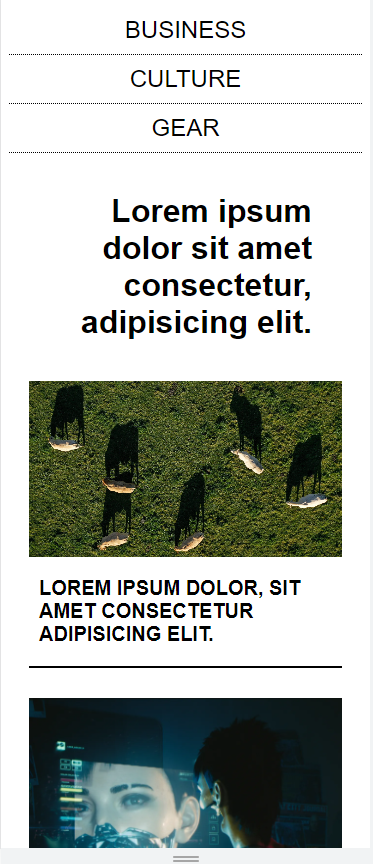 BUSINESS
CULTURE
GEAR
Lorem ipsum
dolor sit amet
consectetur,
adipisicing elit.
LOREM IPSUM DOLOR, SIT
AMET CONSECTETUR
ADIPISICING ELIT.